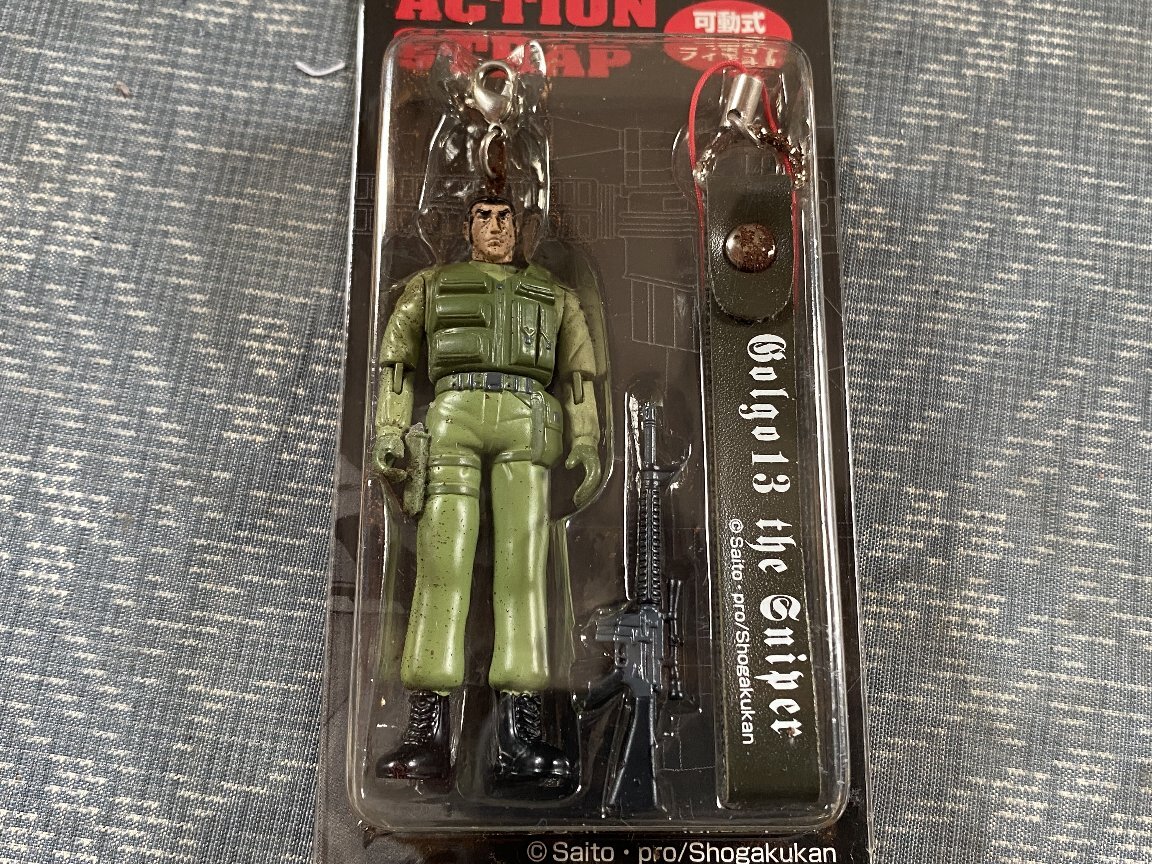 ACTION
STRAP
可動式
Golgo13 the Sniper
©Saito・pro/Shogakukan
© Saito・pro/Shogakukan